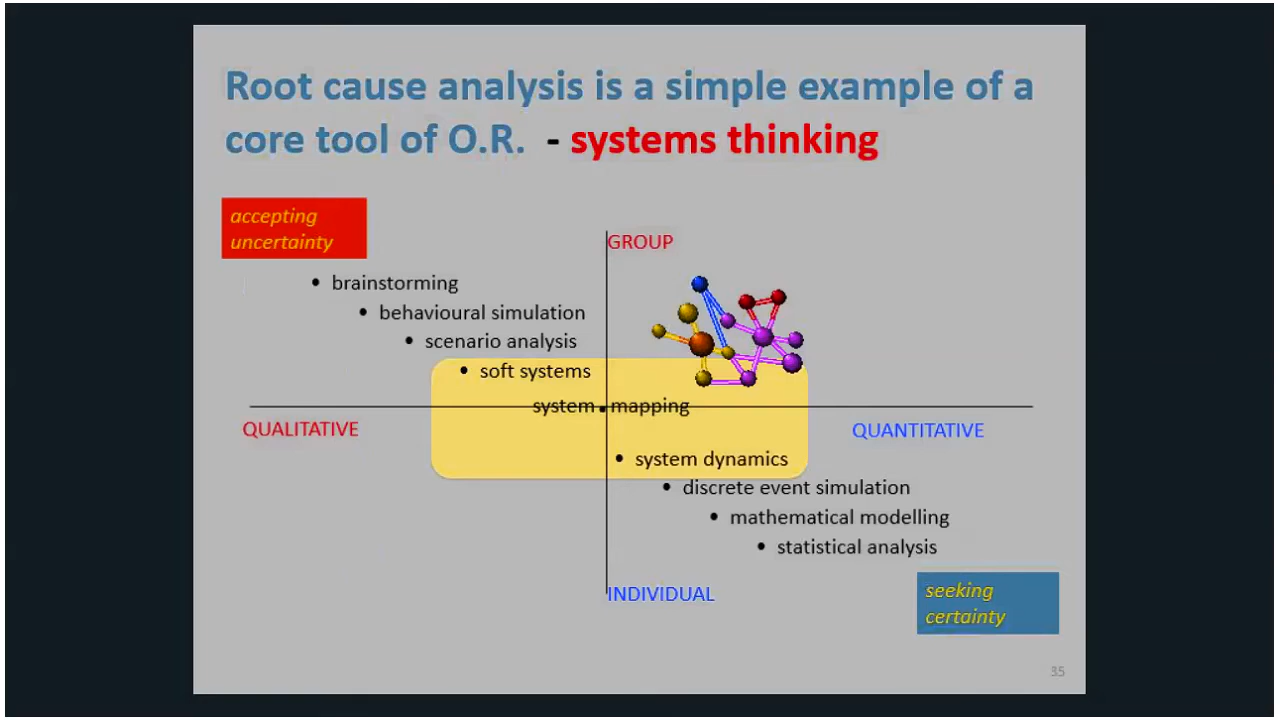 Root cause analysis is a simple example of a
core tool of O.R. - systems thinking
accepting
uncertainty
GROUP
• brainstorming
• behavioural simulation
• scenario analysis
• soft systems
system • mapping
QUALITATIVE
QUANTITATIVE
• system dynamics
• discrete event simulation
• mathematical modelling
• statistical analysis
INDIVIDUAL
seeking
certainty
35